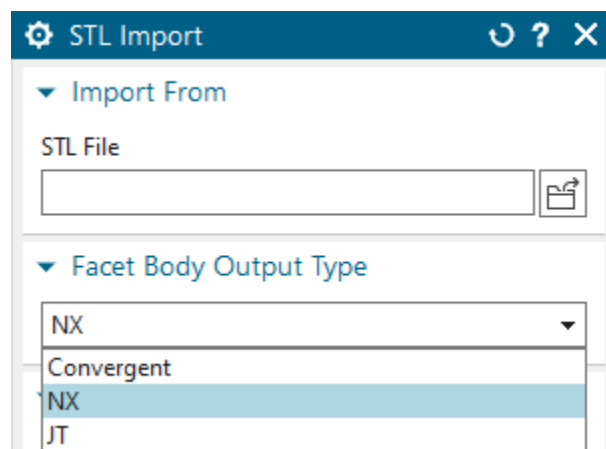 STL Import
Import From
STL File
Facet Body Output Type
NX
Convergent
NX
JT